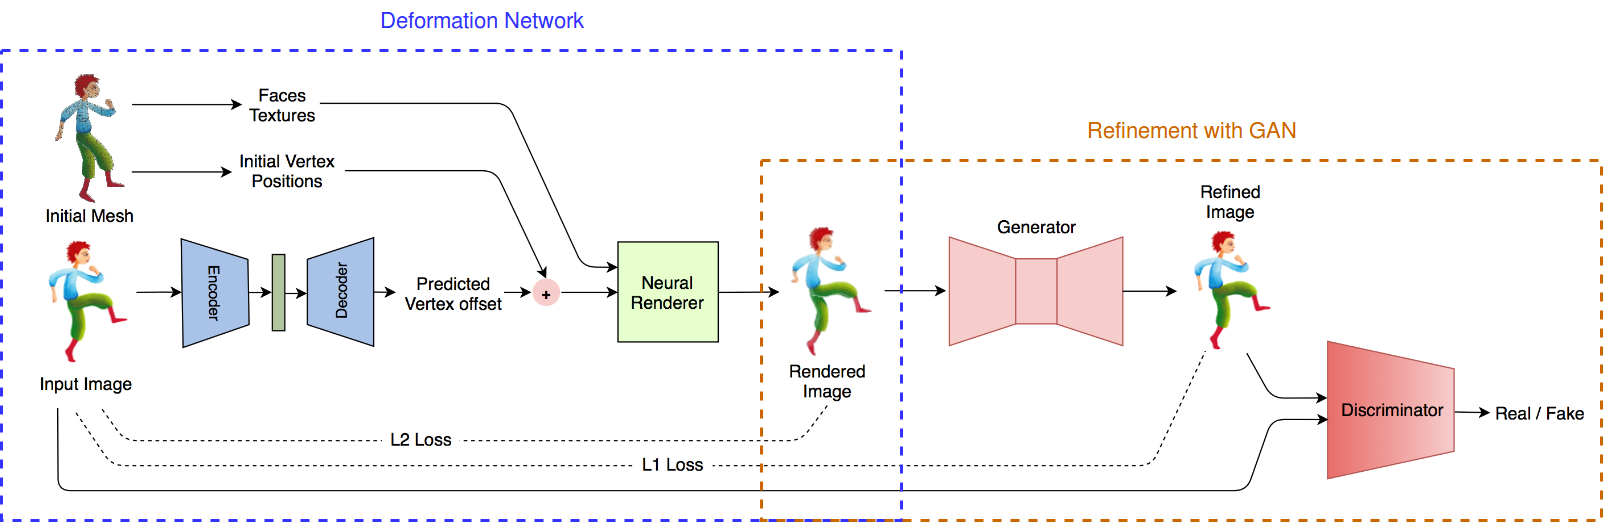 Deformation Network
Refinement with GAN
Faces
Textures
Initial Vertex
Positions
Initial Mesh
Encoder
Decoder
Predicted
Vertex offset
+
Neural
Renderer
Generator
Refined
Image
Input Image
Rendered
Image
Discriminator
Real / Fake
L2 Loss
L1 Loss